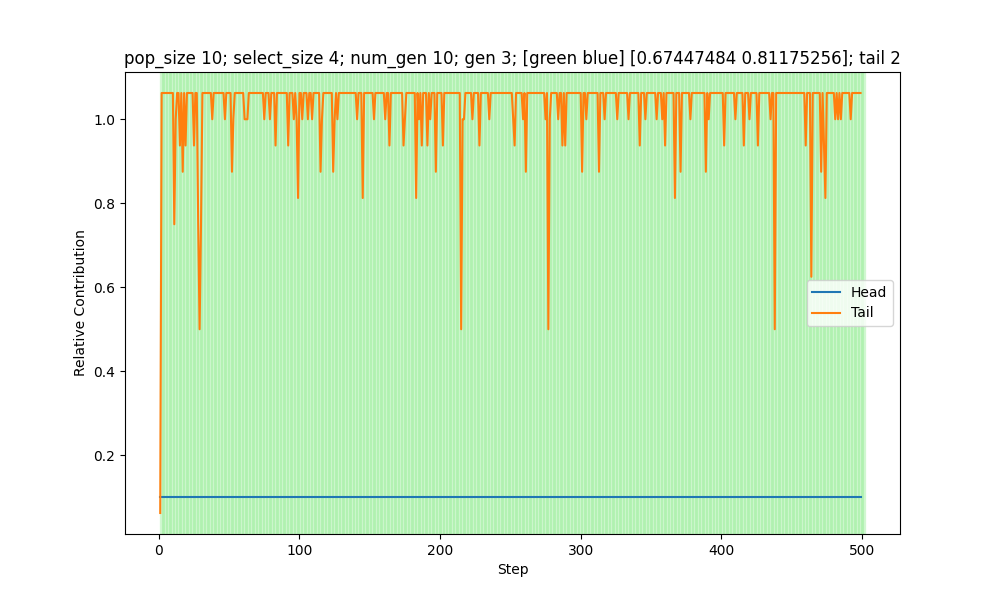 pop_size 10; select_size 4; num_gen 10; gen 3; [green blue] [0.67447484 0.81175256]; tail 2
1.0
0.8
0.6
0.4
0.2
Relative Contribution
Head
Tail
0 100 200 300 400 500
Step